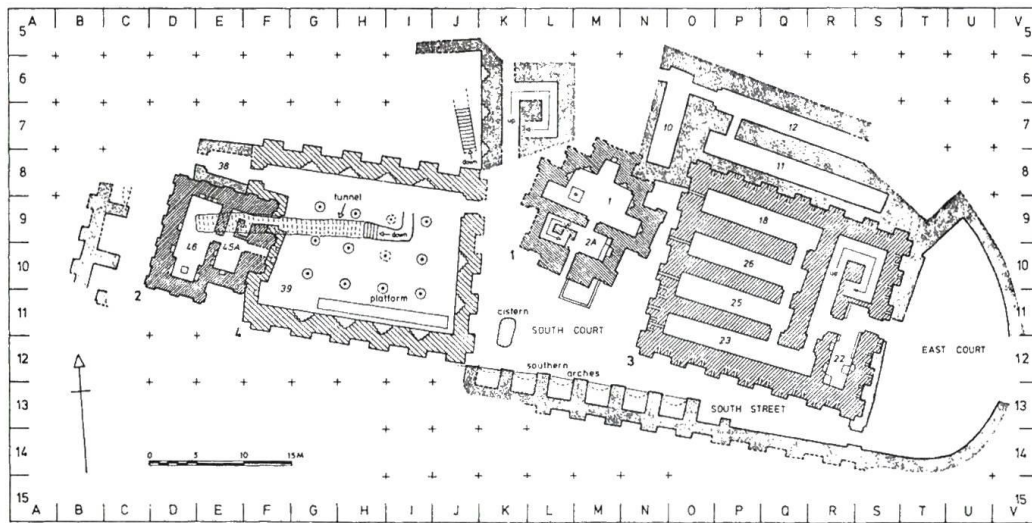 A B C D E F G H I J K L M N O P Q R S T U V
5 5
6 6
7 7
8 8
9 9
10 10
11 11
12 12
13 13
14 14
15 15
up
10
12
down
11
38
tunnel
1
18
46
45A
down
2A
26
up
1
2
39
platform
25
4
cistern
SOUTH COURT
23
EAST COURT
3
22
southern arches
SOUTH STREET
0 5 10 15M
A B C D E F G H I J K L M N O P Q R S T U V